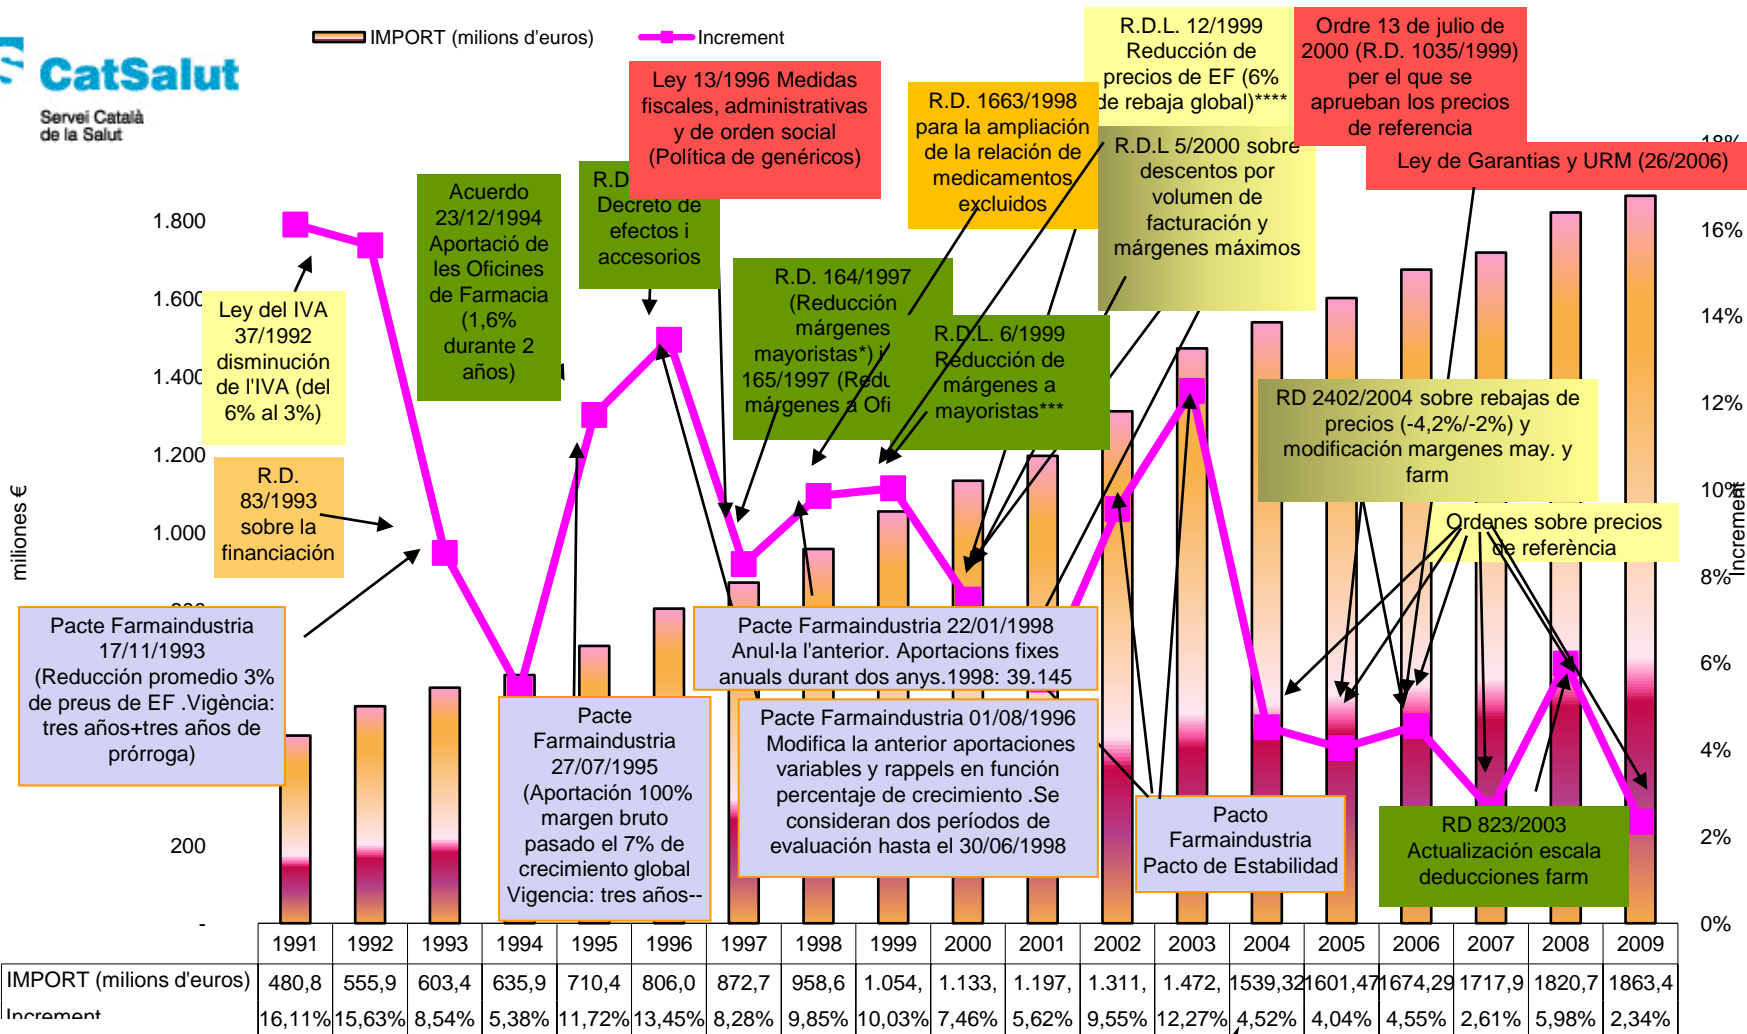 CatSalut
Servei Català
de la Salut
IMPORT (milions d'euros)
Increment
Ley 13/1996 Medidas
fiscales, administrativas
y de orden social
(Política de genéricos)
R.D. 1663/1998
para la ampliación
de la relación de
medicamentos
excluidos
R.D.L. 12/1999
Reducción de
precios de EF (6%
de rebaja global)****
Ordre 13 de julio de
2000 (R.D. 1035/1999)
per el que se
aprueban los precios
de referencia
R.D.L 5/2000 sobre
descentos por
volumen de
facturación y
márgenes máximos
Ley de Garantias y URM (26/2006)
Acuerdo
23/12/1994
Aportació de
les Oficines
de Farmacia
(1,6%
durante 2
años)
R.D.
Decreto de
efectos i
accesorios
R.D. 164/1997
(Reducción
márgenes
mayoristas*) i
165/1997 (Redu
márgenes a Ofi
R.D.L. 6/1999
Reducción de
márgenes a
mayoristas***
Ley del IVA
37/1992
disminución
de l'IVA (del
6% al 3%)
R.D.
83/1993
sobre la
financiación
RD 2402/2004 sobre rebajas de
precios (-4,2%/-2%) y
modificación margenes may. y
farm
Ordenes sobre precios
de referència
Pacte Farmaindustria
17/11/1993
(Reducción promedio 3%
de preus de EF .Vigència:
tres años+tres años de
prórroga)
Pacte
Farmaindustria
27/07/1995
(Aportación 100%
margen bruto
pasado el 7% de
crecimiento global
Vigencia: tres años--
Pacte Farmaindustria 22/01/1998
Anul·la l'anterior. Aportacions fixes
anuals durant dos anys.1998: 39.145
Pacte Farmaindustria 01/08/1996
Modifica la anterior aportaciones
variables y rappels en función
percentaje de crecimiento .Se
consideran dos períodos de
evaluación hasta el 30/06/1998
Pacto
Farmaindustria
Pacto de Estabilidad
RD 823/2003
Actualización escala
deducciones farm
miliones €
1.800
1.600
1.400
1.200
1.000
200
-
Increment
18%
16%
14%
12%
10%
8%
6%
4%
2%
0%
1991 1992 1993 1994 1995 1996 1997 1998 1999 2000 2001 2002 2003 2004 2005 2006 2007 2008 2009
IMPORT (milions d'euros) 480,8 555,9 603,4 635,9 710,4 806,0 872,7 958,6 1.054, 1.133, 1.197, 1.311, 1.472, 1539,32 1601,47 1674,29 1717,9 1820,7 1863,4
Increment 16,11% 15,63% 8,54% 5,38% 11,72% 13,45% 8,28% 9,85% 10,03% 7,46% 5,62% 9,55% 12,27% 4,52% 4,04% 4,55% 2,61% 5,98% 2,34%